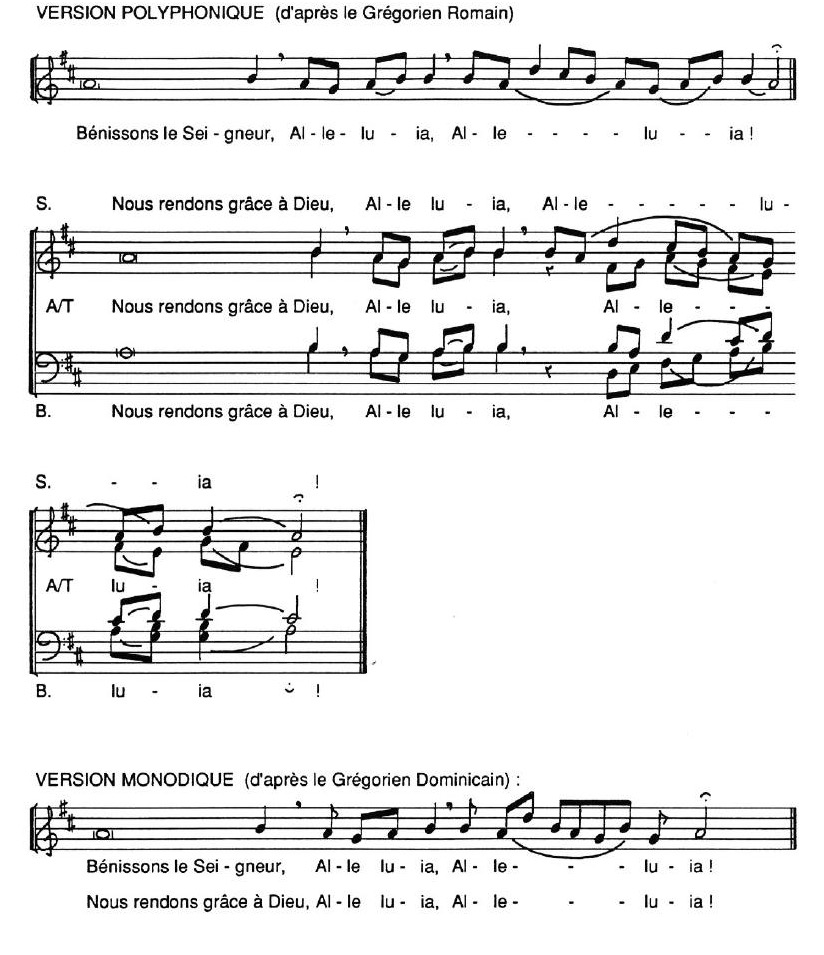 VERSION POLYPHONIQUE (d'après le Grégorien Romain)
Bénissons le Sei - gneur, Al - le - lu - ia, Al - le - - - - lu - - ia !
S. Nous rendons grâce à Dieu, Al - le lu - ia, Al - le - - - - - lu -
A/T Nous rendons grâce à Dieu, Al - le lu - ia, Al - le - - -
B. Nous rendons grâce à Dieu, Al - le lu - ia, Al - le - - -
S. - - ia !
A/T lu - ia !
B. lu - ia !
VERSION MONODIQUE (d'après le Grégorien Dominicain) :
Bénissons le Sei - gneur, Al - le lu - ia, Al - le - - - lu - ia !
Nous rendons grâce à Dieu, Al - le lu - ia, Al - le - - - lu - ia !